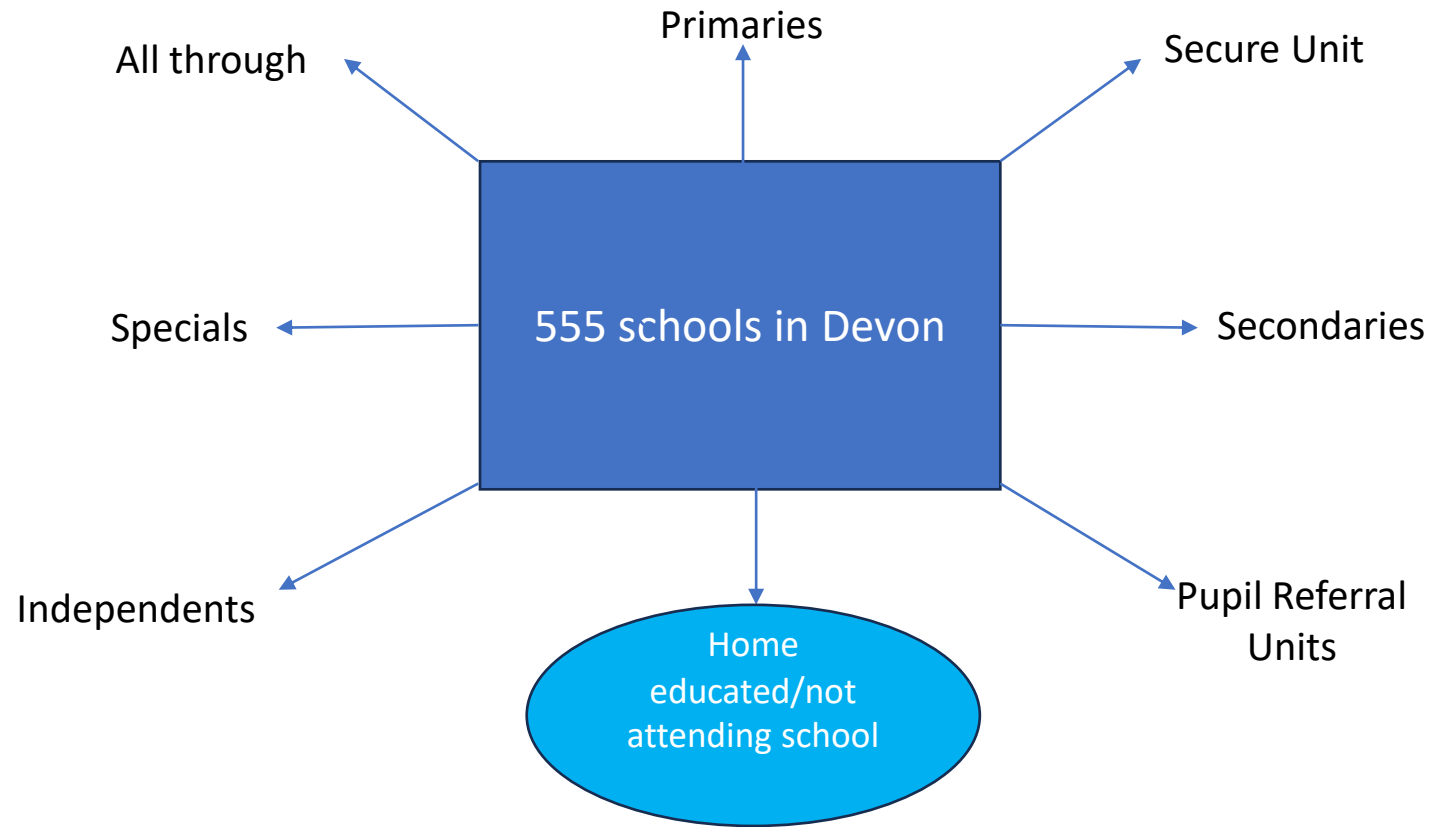 Primaries
All through
Secure Unit
Specials
555 schools in Devon
Secondaries
Independents
Pupil Referral
Units
Home
educated/not
attending school